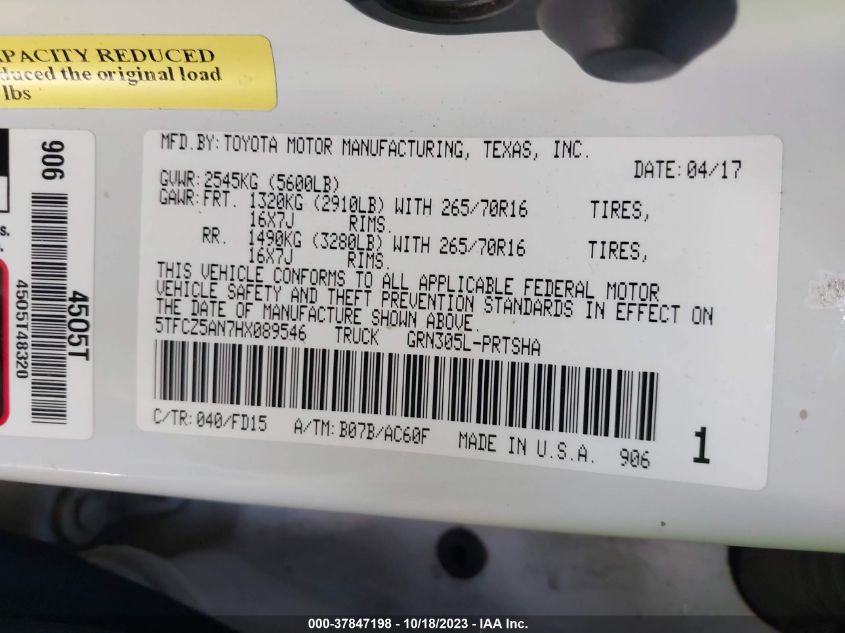 APACITY REDUCED
duced the original load
lbs
906
4505T
4505T48320
s.
e.
MFD.BY:TOYOTA MOTOR MANUFACTURING, TEXAS, INC.
DATE:04/17
GVWR:2545KG (5600LB)
GAWR:FRT. 1320KG (2910LB) WITH 265/70R16 TIRES,
16X7J RIMS.
RR. 1490KG (3280LB) WITH 265/70R16 TIRES,
16X7J RIMS.
THIS VEHICLE CONFORMS TO ALL APPLICABLE FEDERAL MOTOR
VEHICLE SAFETY AND THEFT PREVENTION STANDARDS IN EFFECT ON
THE DATE OF MANUFACTURE SHOWN ABOVE.
5TFCZ5AN7HX089546 TRUCK GRN305L-PRTSHA
C/TR:040/FD15 A/TM:B07B/AC60F MADE IN U.S.A. 906 1
000-37847198 - 10/18/2023 - IAA Inc.